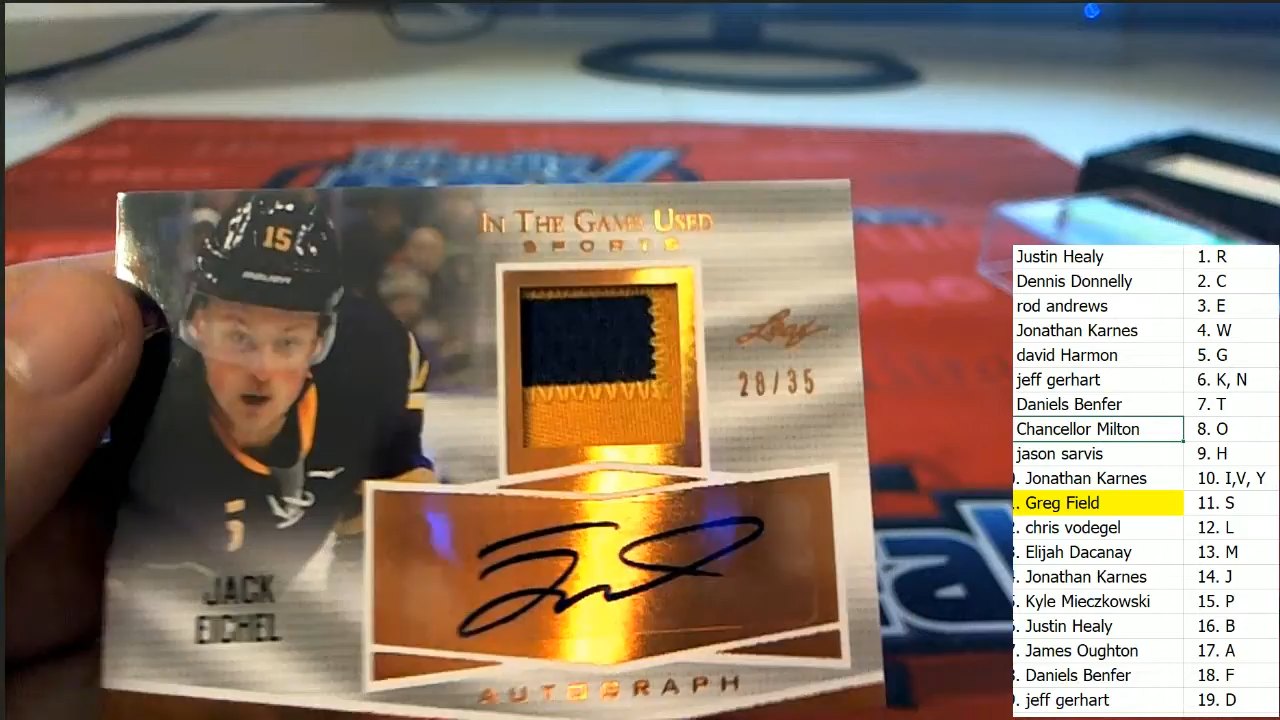 15
BAUER
IN THE GAME USED
SPORTS
Leaf
28/35
JACK
EICHEL
AUTOGRAPH
Justin Healy 1. R
Dennis Donnelly 2. C
rod andrews 3. E
Jonathan Karnes 4. W
david Harmon 5. G
jeff gerhart 6. K, N
Daniels Benfer 7. T
Chancellor Milton 8. O
jason sarvis 9. H
. Jonathan Karnes 10. I,V, Y
. Greg Field 11. S
. chris vodegel 12. L
. Elijah Dacanay 13. M
. Jonathan Karnes 14. J
. Kyle Mieczkowski 15. P
. Justin Healy 16. B
. James Oughton 17. A
. Daniels Benfer 18. F
. jeff gerhart 19. D